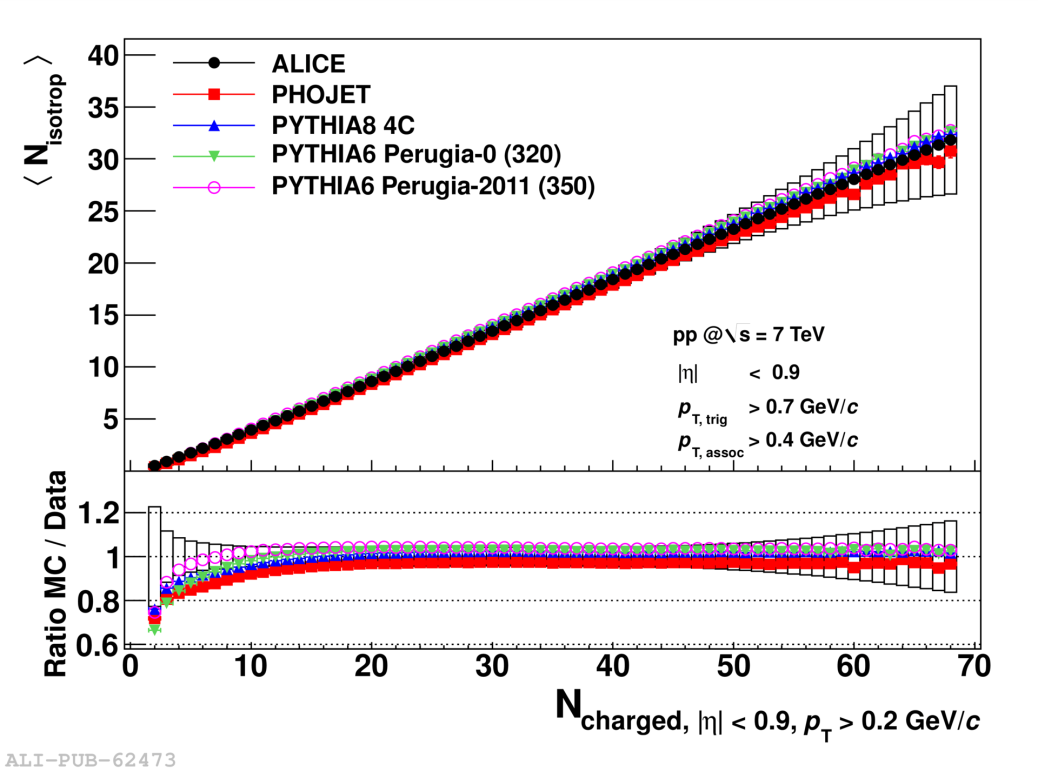 ⟨ N_isotrop ⟩
40
35
30
25
20
15
10
5
ALICE
PHOJET
PYTHIA8 4C
PYTHIA6 Perugia-0 (320)
PYTHIA6 Perugia-2011 (350)
pp @ \ s = 7 TeV
|η| < 0.9
p_T, trig > 0.7 GeV/c
p_T, assoc > 0.4 GeV/c
Ratio MC / Data
1.2
1
0.8
0.6
0 10 20 30 40 50 60 70
N_charged, |η| < 0.9, p_T > 0.2 GeV/c
ALI-PUB-62473